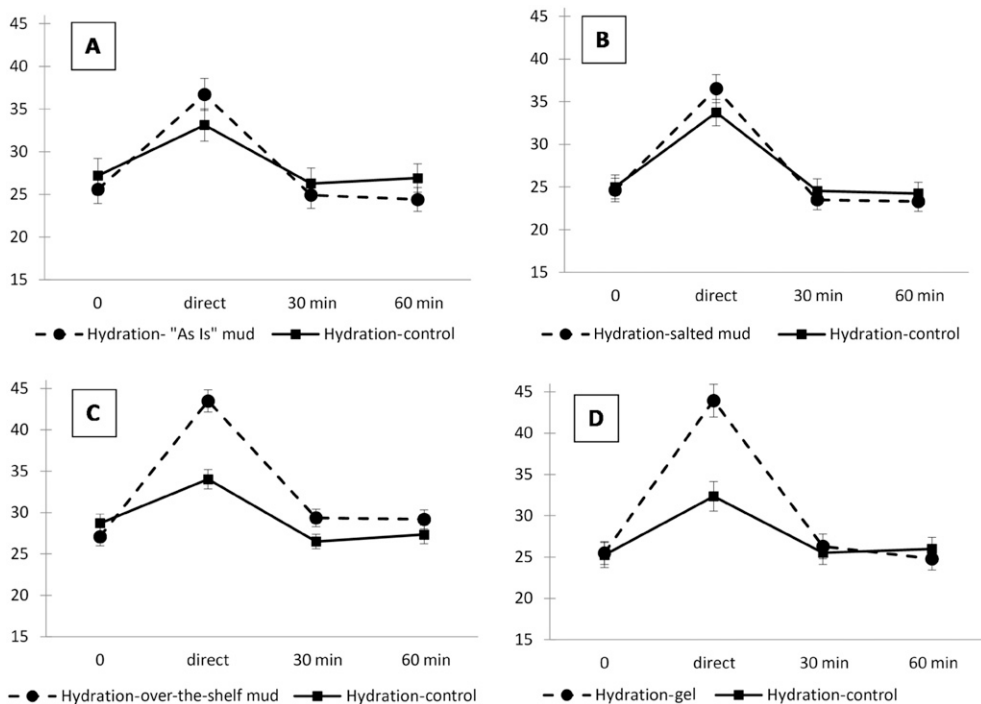 A
45
40
35
30
25
20
15
0 direct 30 min 60 min
Hydration- "As Is" mud Hydration-control
B
45
40
35
30
25
20
15
0 direct 30 min 60 min
Hydration-salted mud Hydration-control
C
45
40
35
30
25
20
15
0 direct 30 min 60 min
Hydration-over-the-shelf mud Hydration-control
D
45
40
35
30
25
20
15
0 direct 30 min 60 min
Hydration-gel Hydration-control